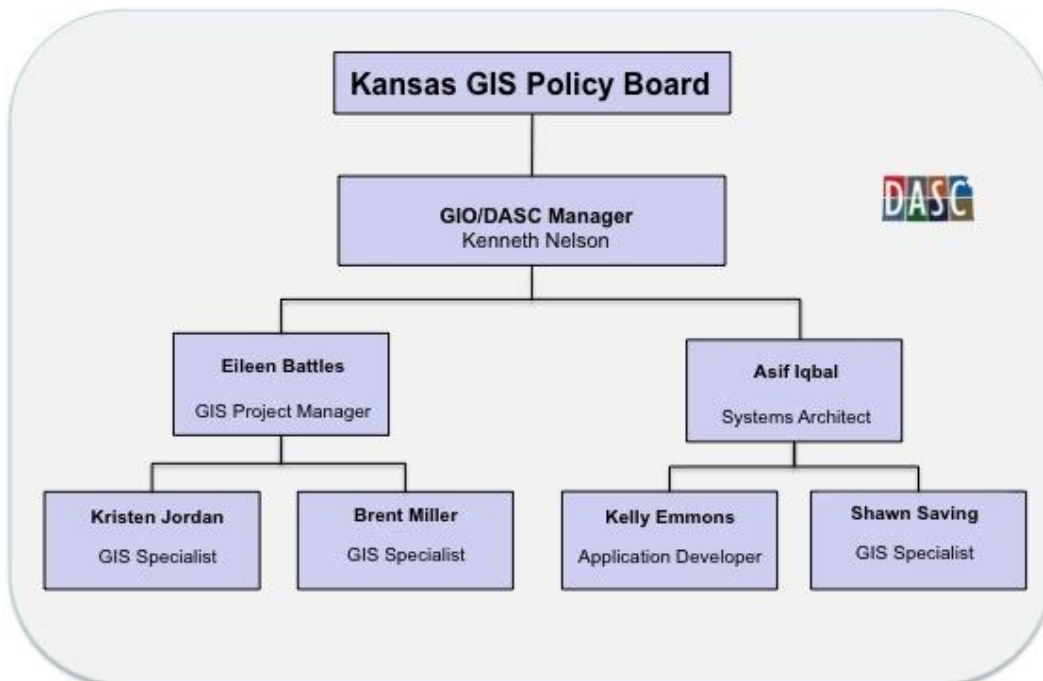 Kansas GIS Policy Board
DASC
GIO/DASC Manager
Kenneth Nelson
Eileen Battles
GIS Project Manager
Asif Iqbal
Systems Architect
Kristen Jordan
GIS Specialist
Brent Miller
GIS Specialist
Kelly Emmons
Application Developer
Shawn Saving
GIS Specialist